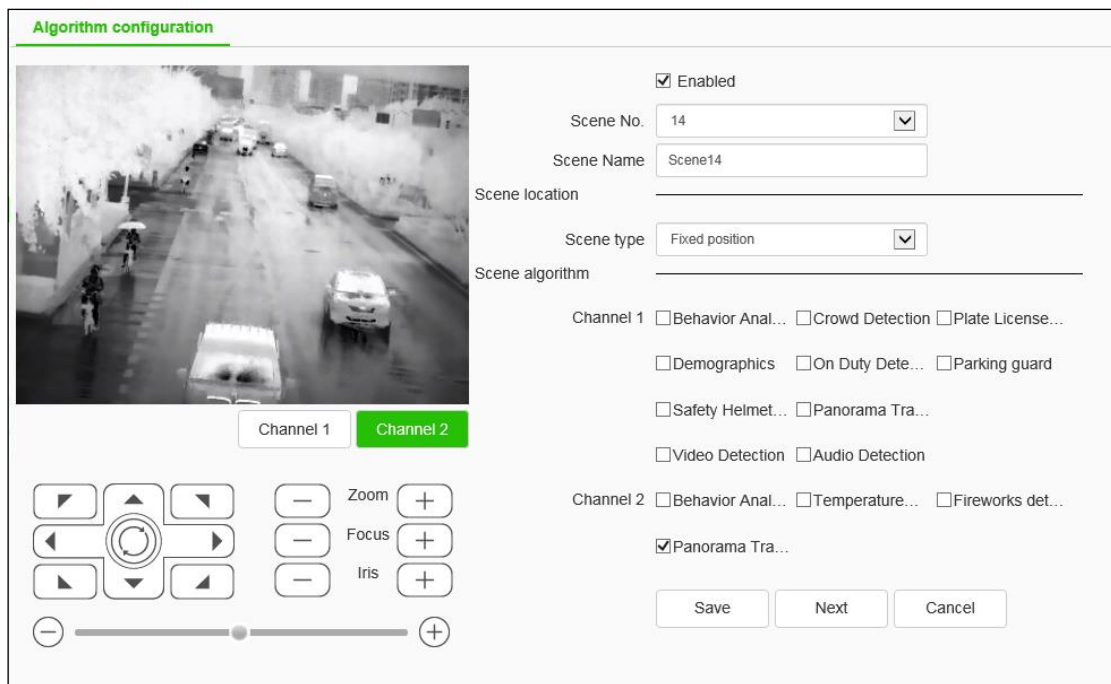 Algorithm configuration
Enabled
Scene No. 14
Scene Name Scene14
Scene location
Scene type Fixed position
Scene algorithm
Channel 1 Behavior Anal... Crowd Detection Plate License...
Demographics On Duty Dete... Parking guard
Safety Helmet... Panorama Tra...
Video Detection Audio Detection
Channel 2 Behavior Anal... Temperature... Fireworks det...
Panorama Tra...
Save Next Cancel
Channel 1 Channel 2
Zoom
Focus
Iris